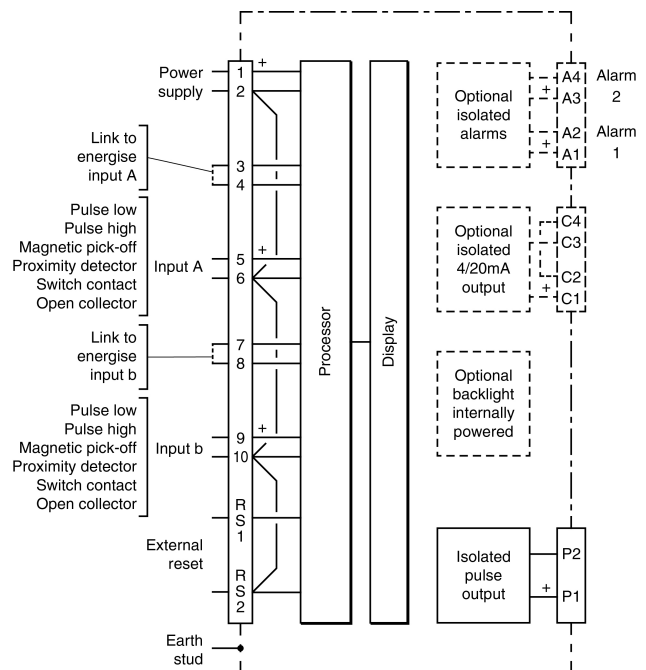 Power
supply
1
+
2
Link to
energise
input A
3
4
Pulse low
Pulse high
Magnetic pick-off
Proximity detector
Switch contact
Open collector
Input A
5
+
6
Link to
energise
input b
7
8
Pulse low
Pulse high
Magnetic pick-off
Proximity detector
Switch contact
Open collector
Input b
9
+
10
External
reset
R
S
1
R
S
2
Earth
stud
Processor
Display
Optional
isolated
alarms
A4
+
A3
A2
+
A1
Alarm
2
Alarm
1
Optional
isolated
4/20mA
output
C4
C3
C2
+
C1
Optional
backlight
internally
powered
Isolated
pulse
output
P2
+
P1